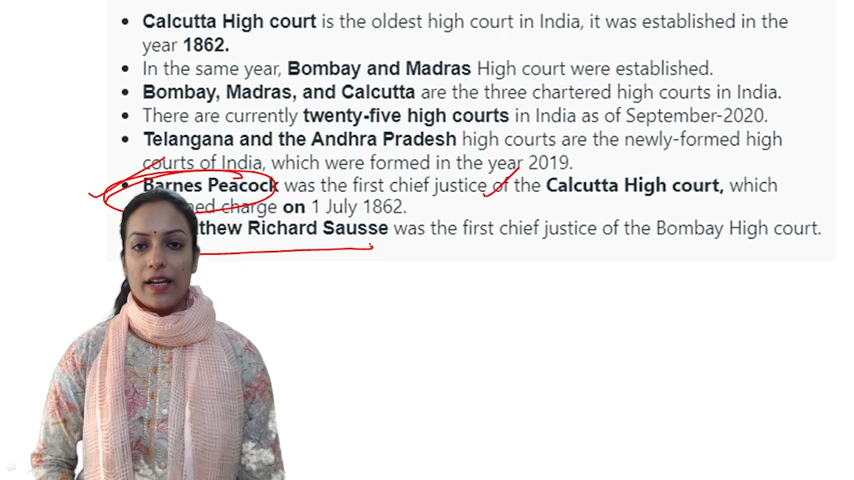 Calcutta High court is the oldest high court in India, it was established in the
year 1862.
In the same year, Bombay and Madras High court were established.
Bombay, Madras, and Calcutta are the three chartered high courts in India.
There are currently twenty-five high courts in India as of September-2020.
Telangana and the Andhra Pradesh high courts are the newly-formed high
courts of India, which were formed in the year 2019.
Barnes Peacock was the first chief justice of the Calcutta High court, which
charge on 1 July 1862.
Richard Sausse was the first chief justice of the Bombay High court.